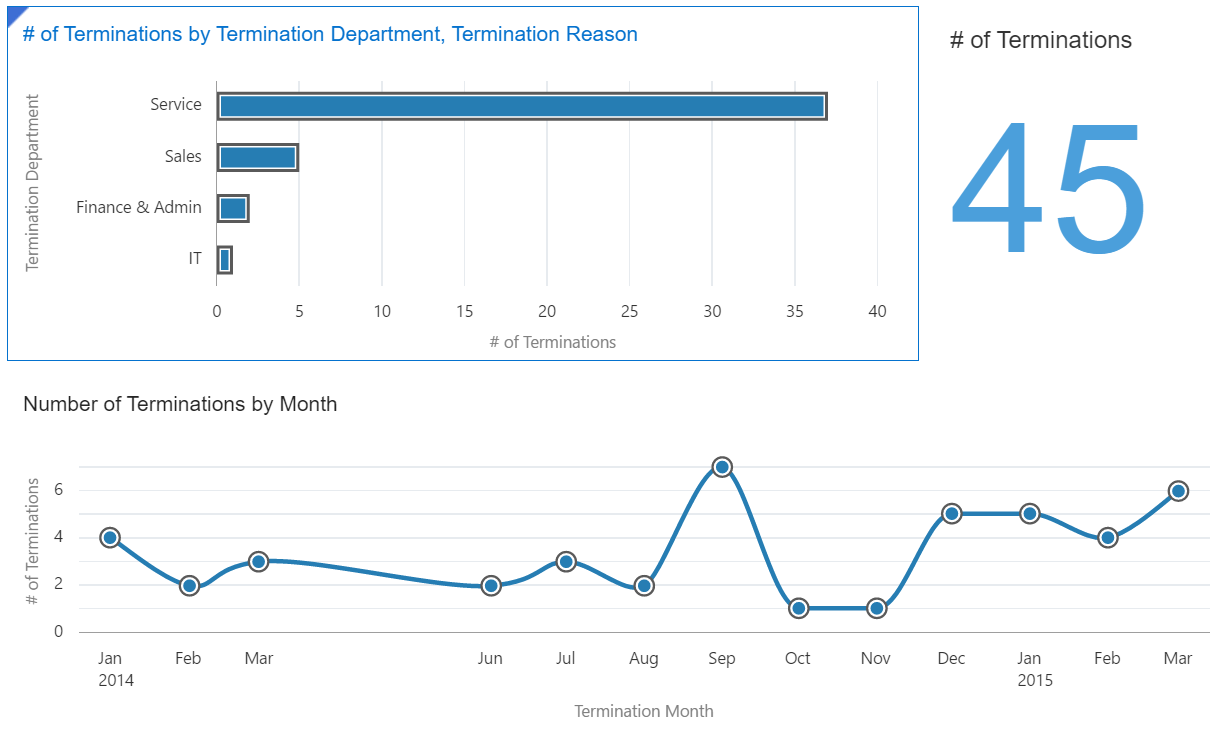 # of Terminations by Termination Department, Termination Reason
Termination Department
Service
Sales
Finance & Admin
IT
0 5 10 15 20 25 30 35 40
# of Terminations
# of Terminations
45
Number of Terminations by Month
# of Terminations
6
4
2
0
Jan Feb Mar Jun Jul Aug Sep Oct Nov Dec Jan Feb Mar
2014 2015
Termination Month